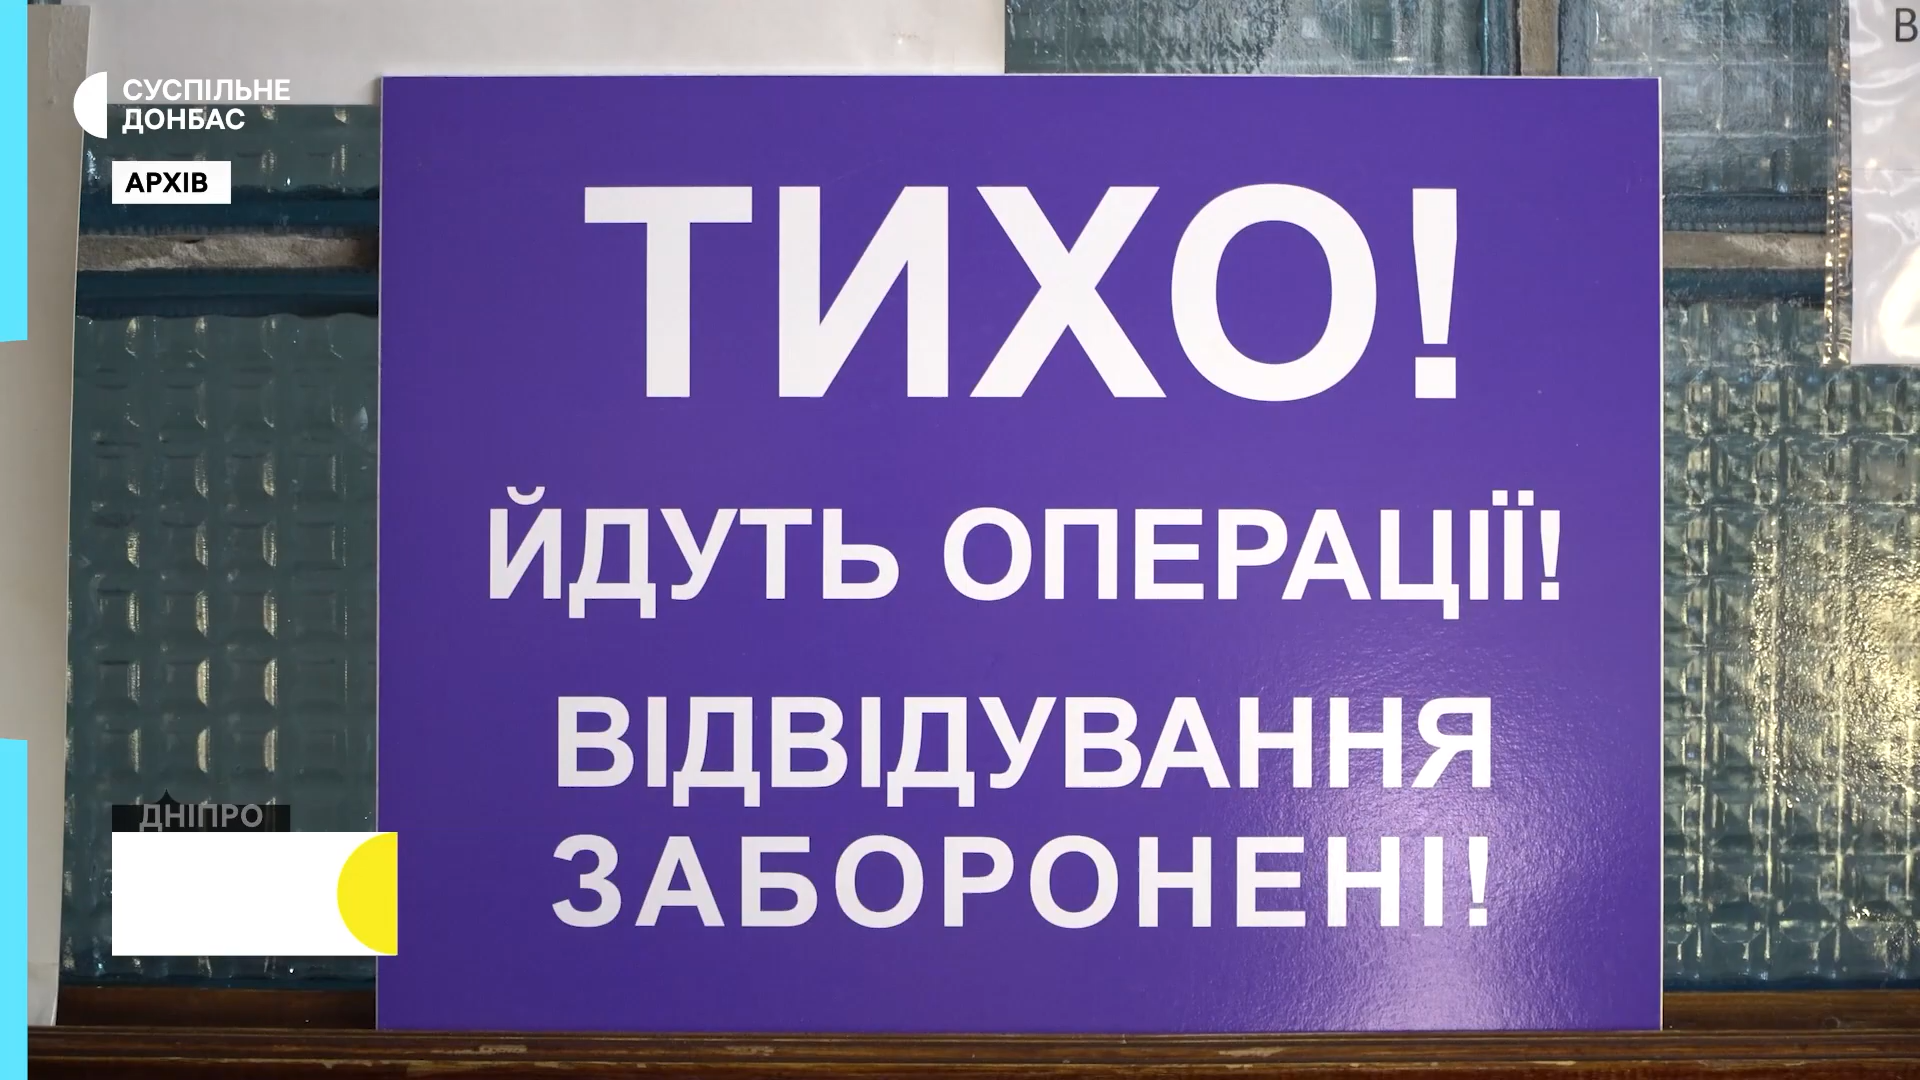 СУСПІЛЬНЕ
ДОНБАС
АРХІВ
ТИХО!
ЙДУТЬ ОПЕРАЦІЇ!
ВІДВІДУВАННЯ
ЗАБОРОНЕНІ!
ДНІПРО